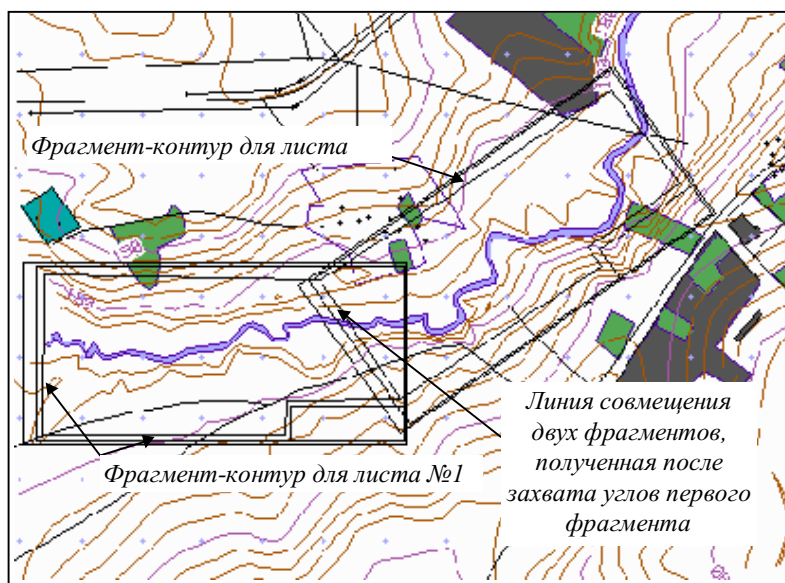 Фрагмент-контур для листа
Фрагмент-контур для листа №1
Линия совмещения
двух фрагментов,
полученная после
захвата углов первого
фрагмента